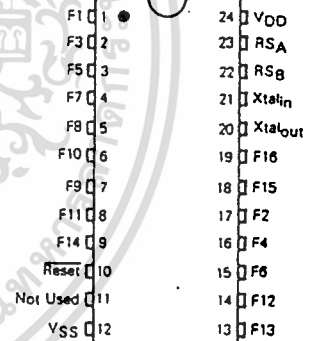 F1 1 24 VDD
F3 2 23 RSA
F5 3 22 RSB
F7 4 21 Xtalin
F8 5 20 Xtalout
F10 6 19 F16
F9 7 18 F15
F11 8 17 F2
F14 9 16 F4
Reset 10 15 F6
Not Used 11 14 F12
VSS 12 13 F13